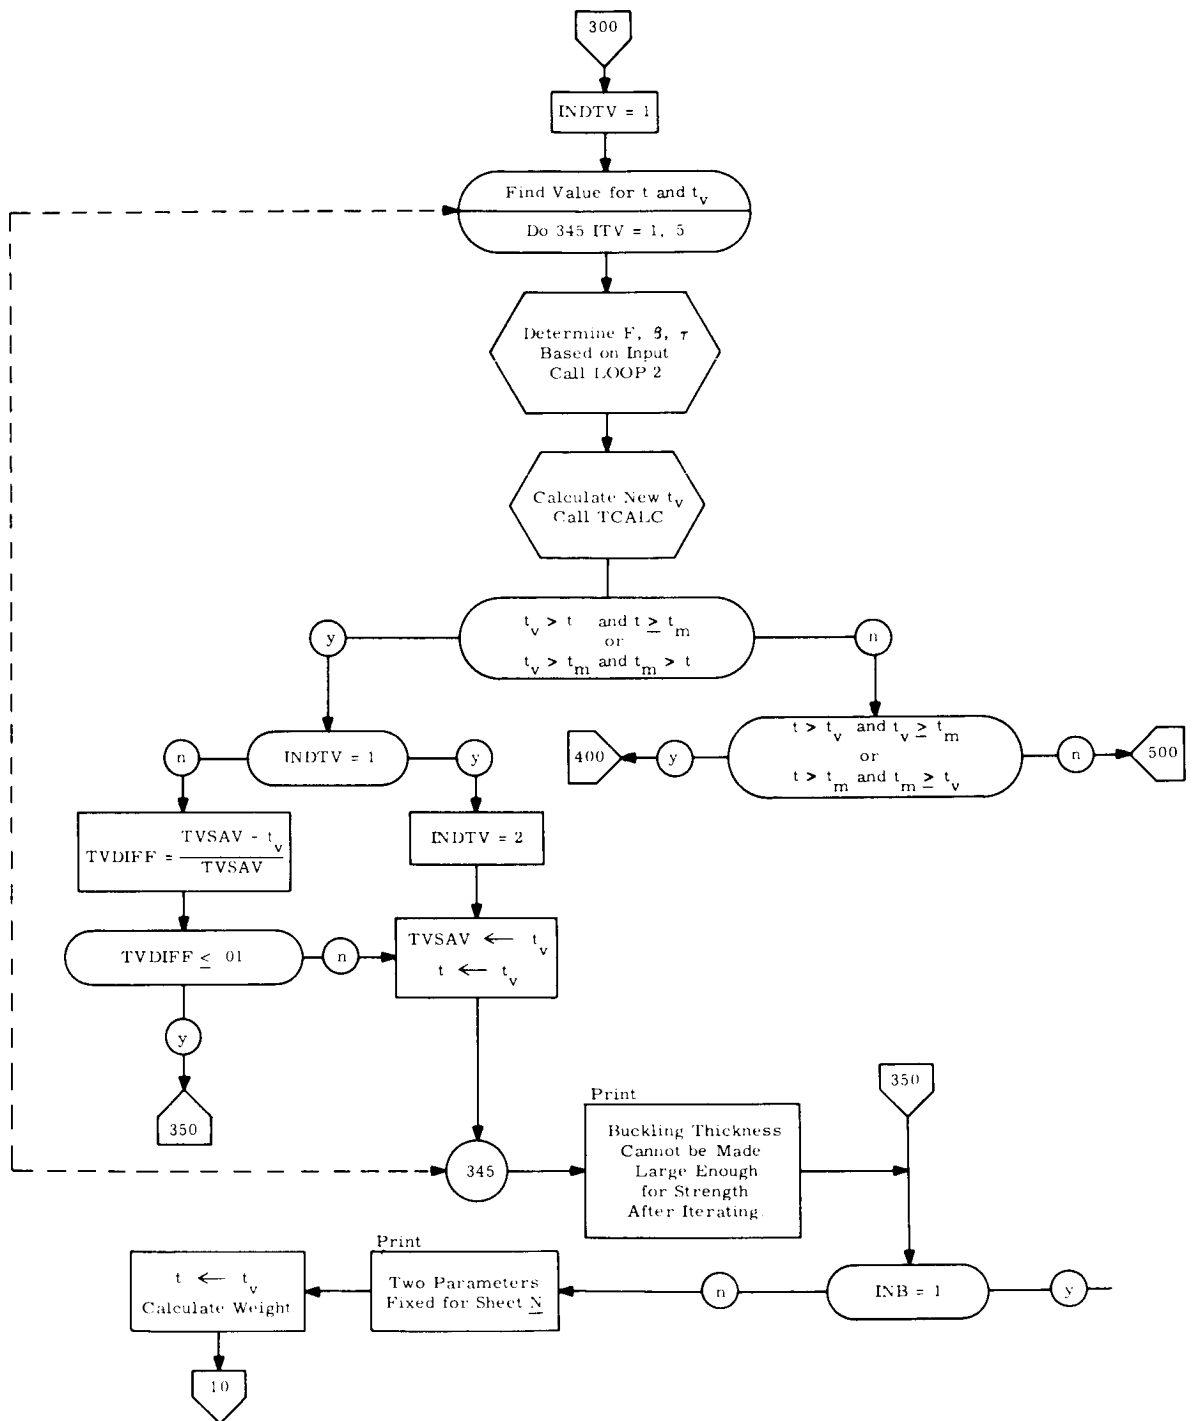 300
INDTV = 1
Find Value for t and t_v
Do 345 ITV = 1, 5
Determine F, β, τ
Based on Input
Call LOOP 2
Calculate New t_v
Call TCALC
t_v > t and t ≥ t_m
or
t_v > t_m and t_m > t
y
n
t > t_v and t_v ≥ t_m
or
t > t_m and t_m ≥ t_v
400
y
n
500
n
INDTV = 1
y
TVDIFF = TVSAV - t_v
TVSAV
INDTV = 2
TVDIFF ≤ 01
n
TVSAV ← t_v
t ← t_v
y
350
345
Print
Buckling Thickness
Cannot be Made
Large Enough
for Strength
After Iterating.
350
INB = 1
y
n
Print
Two Parameters
Fixed for Sheet N
t ← t_v
Calculate Weight
10